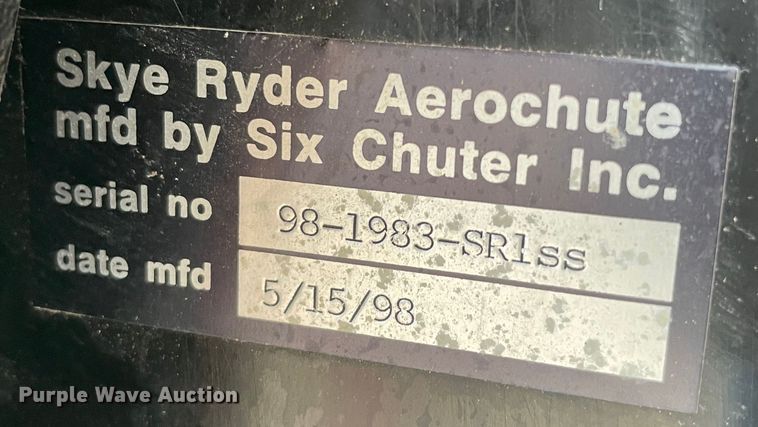 Skye Ryder Aerochute
mfd by Six Chuter Inc.
serial no 98-1983-SR1ss
date mfd 5/15/98
Purple Wave Auction